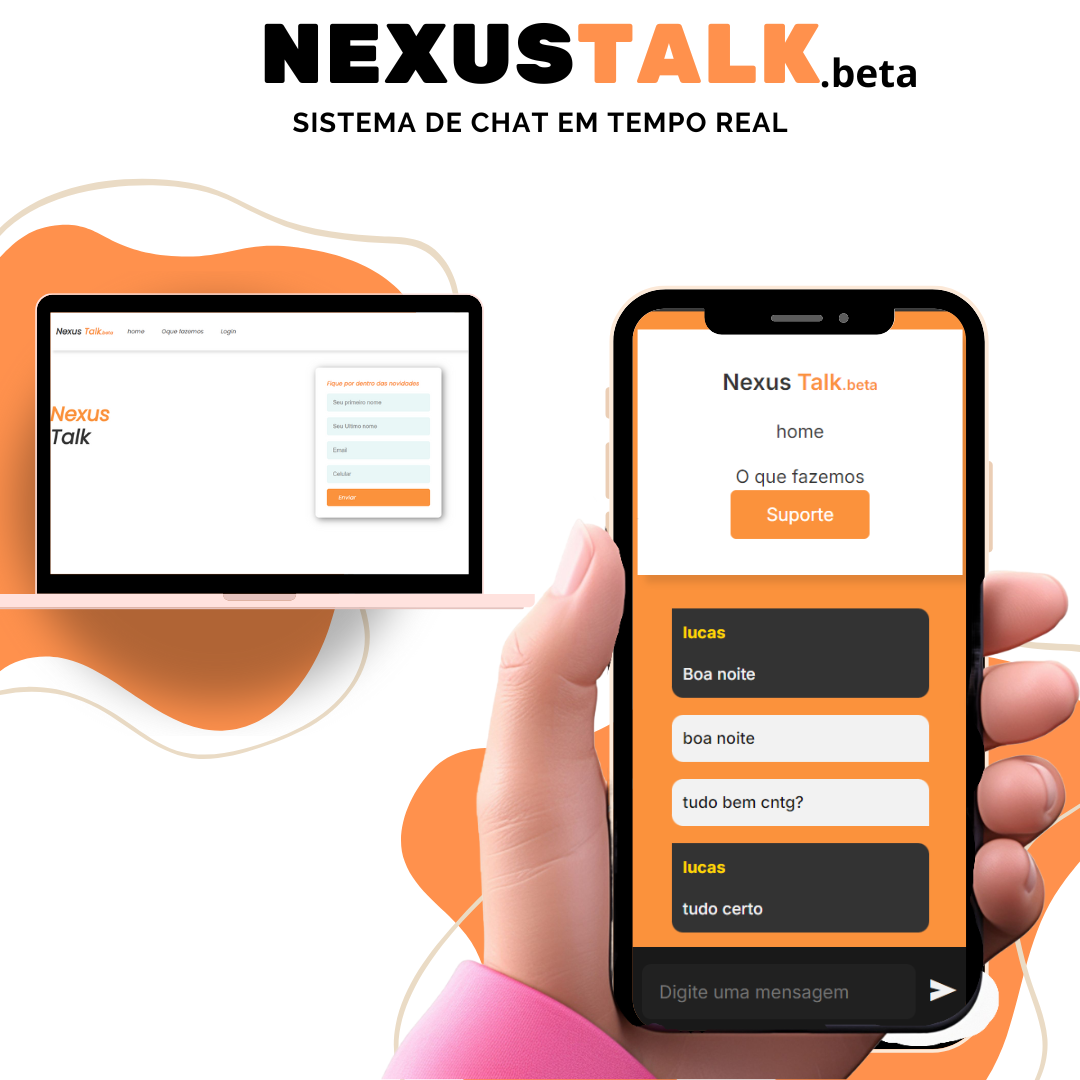 NEXUSTALK.beta
SISTEMA DE CHAT EM TEMPO REAL
Nexus Talk.beta home Oque fazemos Login
Nexus
Talk
Fique por dentro das novidades
Seu primeiro nome
Seu Ultimo nome
Email
Celular
Enviar
Nexus Talk.beta
home
O que fazemos
Suporte
lucas
Boa noite
boa noite
tudo bem cntg?
lucas
tudo certo
Digite uma mensagem